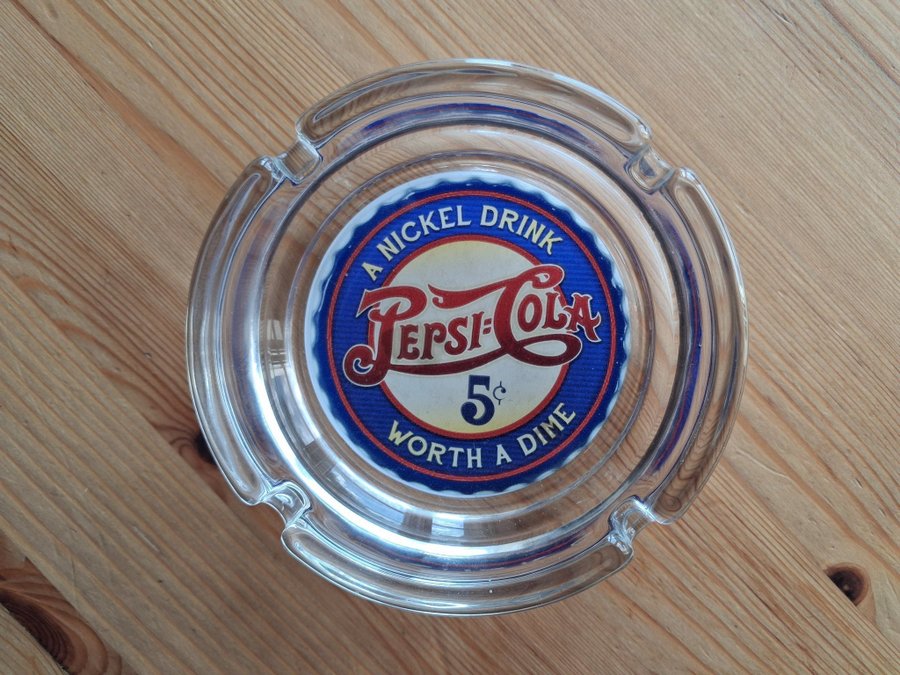 A NICKEL DRINK
PEPSI=COLA
5¢
WORTH A DIME